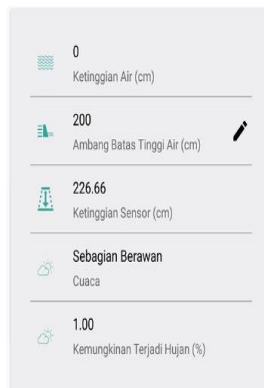 0
Ketinggian Air (cm)
200
Ambang Batas Tinggi Air (cm)
226.66
Ketinggian Sensor (cm)
Sebagian Berawan
Cuaca
1.00
Kemungkinan Terjadi Hujan (%)